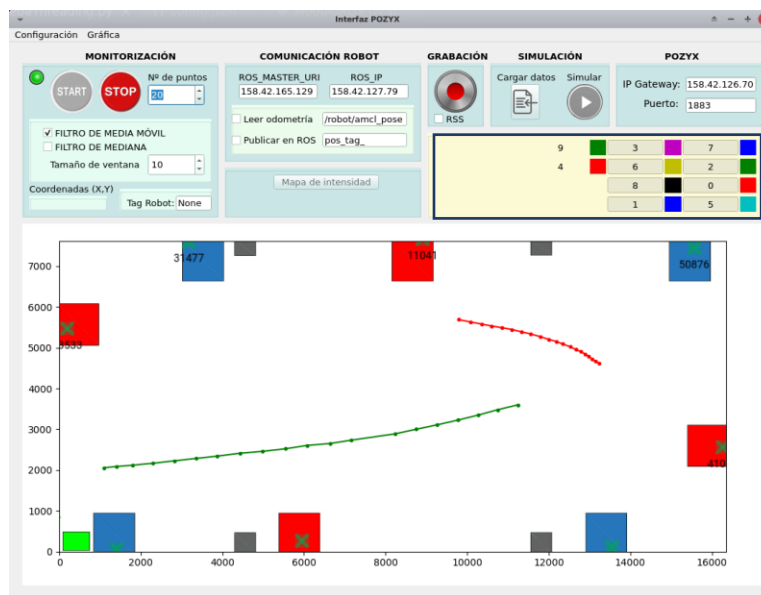 Interfaz POZYX
Configuración Gráfica
MONITORIZACIÓN
START
STOP
Nº de puntos
20
FILTRO DE MEDIA MÓVIL
FILTRO DE MEDIANA
Tamaño de ventana 10
Coordenadas (X,Y)
Tag Robot: None
COMUNICACIÓN ROBOT
ROS_MASTER_URI ROS_IP
158.42.165.129 158.42.127.79
Leer odometría /robot/amcl_pose
Publicar en ROS pos_tag_
Mapa de intensidad
GRABACIÓN
RSS
SIMULACIÓN
Cargar datos Simular
POZYX
IP Gateway: 158.42.126.70
Puerto: 1883
9 3 7
4 6 2
8 0
1 5
31477
11041
50876
3533
410
7000
6000
5000
4000
3000
2000
1000
0
0 2000 4000 6000 8000 10000 12000 14000 16000